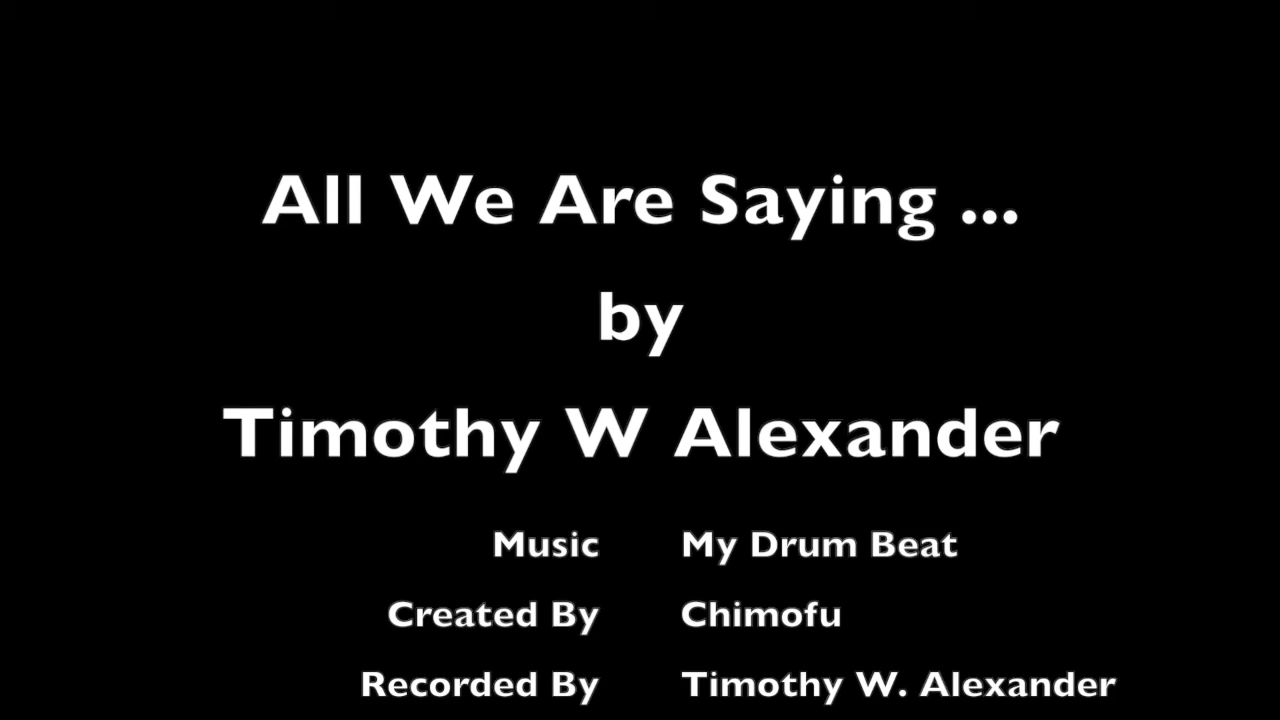 All We Are Saying ...
by
Timothy W Alexander
Music My Drum Beat
Created By Chimofu
Recorded By Timothy W. Alexander